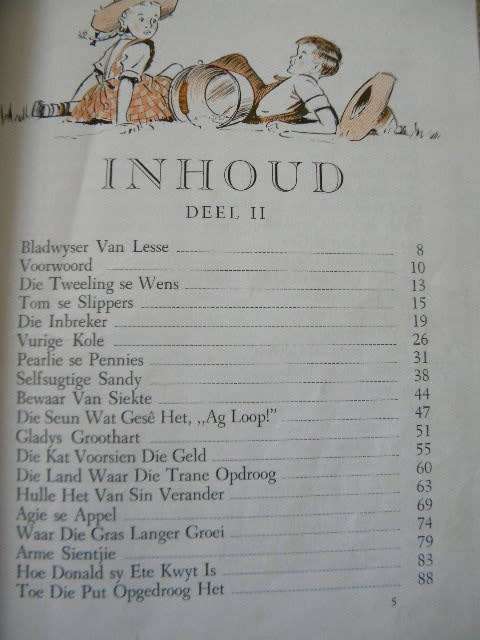 INHOUD
DEEL II
Bladwyser Van Lesse 8
Voorwoord 10
Die Tweeling se Wens 13
Tom se Slippers 15
Die Inbreker 19
Vurige Kole 26
Pearlie se Pennies 31
Selfsugtige Sandy 38
Bewaar Van Siekte 44
Die Seun Wat Gesê Het, „Ag Loop!” 47
Gladys Groothart 51
Die Kat Voorsien Die Geld 55
Die Land Waar Die Trane Opdroog 60
Hulle Het Van Sin Verander 63
Agie se Appel 69
Waar Die Gras Langer Groei 74
Arme Sientjie 79
Hoe Donald sy Ete Kwyt Is 83
Toe Die Put Opgedroog Het 88
5